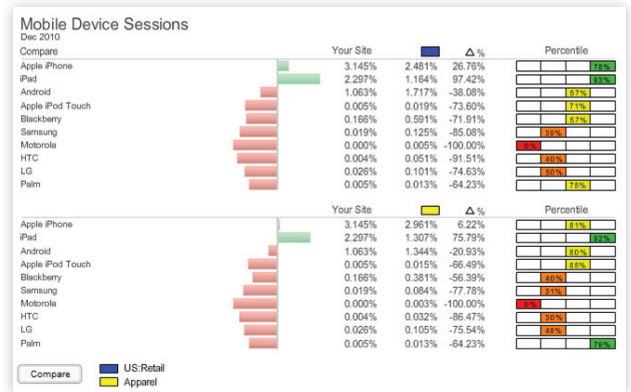 Mobile Device Sessions
Dec 2010
Compare Your Site Δ% Percentile
Apple iPhone 3.145% 2.481% 26.76% 78%
iPad 2.297% 1.164% 97.42% 93%
Android 1.063% 1.717% -38.08% 57%
Apple iPod Touch 0.005% 0.019% -73.60% 71%
Blackberry 0.166% 0.591% -71.91% 57%
Samsung 0.019% 0.125% -85.08% 39%
Motorola 0.000% 0.005% -100.00% 0%
HTC 0.004% 0.051% -91.51% 40%
LG 0.026% 0.101% -74.63% 50%
Palm 0.005% 0.013% -64.23% 75%
Your Site Δ% Percentile
Apple iPhone 3.145% 2.961% 6.22% 61%
iPad 2.297% 1.307% 75.79% 92%
Android 1.063% 1.344% -20.93% 60%
Apple iPod Touch 0.005% 0.015% -66.49% 65%
Blackberry 0.166% 0.381% -56.39% 40%
Samsung 0.019% 0.084% -77.78% 31%
Motorola 0.000% 0.003% -100.00% 0%
HTC 0.004% 0.032% -86.47% 30%
LG 0.026% 0.105% -75.54% 46%
Palm 0.005% 0.013% -64.23% 76%
Compare
US:Retail
Apparel